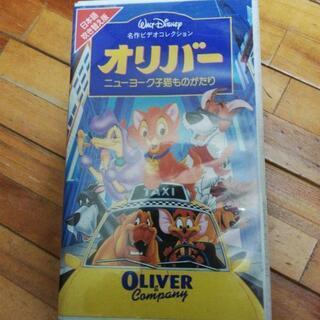 日本語
吹き替え版
WALT DISNEY
名作ビデオコレクション
オリバー
ニューヨーク子猫ものがたり
TAXI
OLIVER
& Company